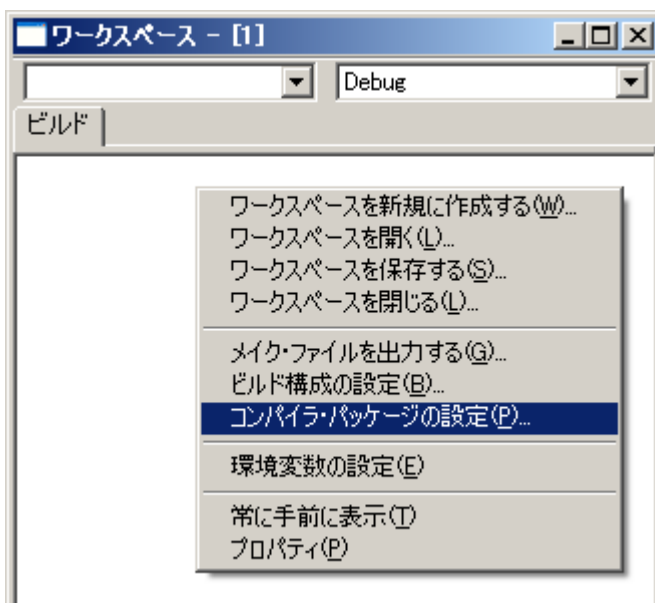 ワークスペース - [1]
Debug
ビルド
ワークスペースを新規に作成する(W)...
ワークスペースを開く(L)...
ワークスペースを保存する(S)...
ワークスペースを閉じる(L)...
メイク・ファイルを出力する(G)...
ビルド構成の設定(B)...
コンパイラ・パッケージの設定(P)...
環境変数の設定(E)
常に手前に表示(T)
プロパティ(P)